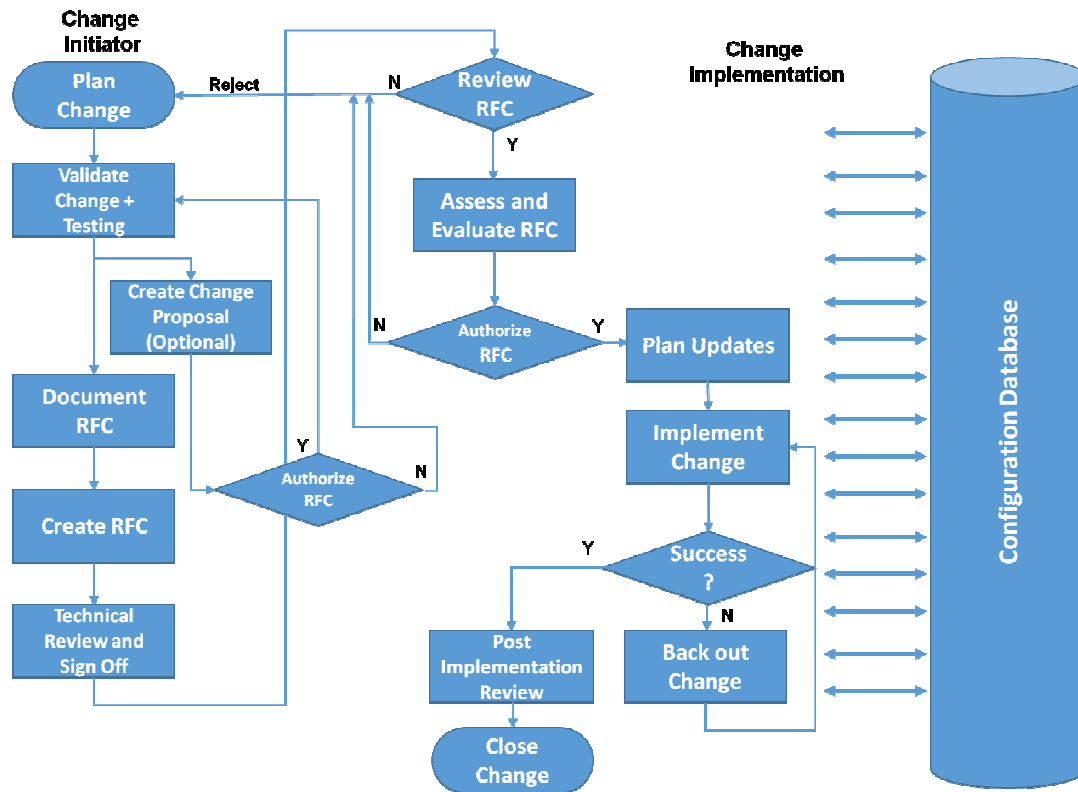 Change
Initiator
Plan
Change
Validate
Change +
Testing
Create Change
Proposal
(Optional)
Document
RFC
Create RFC
Technical
Review and
Sign Off
Authorize
RFC
Y
N
Reject
N
Review
RFC
Y
Assess and
Evaluate RFC
N
Authorize
RFC
Y
Change
Implementation
Plan Updates
Implement
Change
Y
Success
?
N
Post
Implementation
Review
Back out
Change
Close
Change
Configuration Database